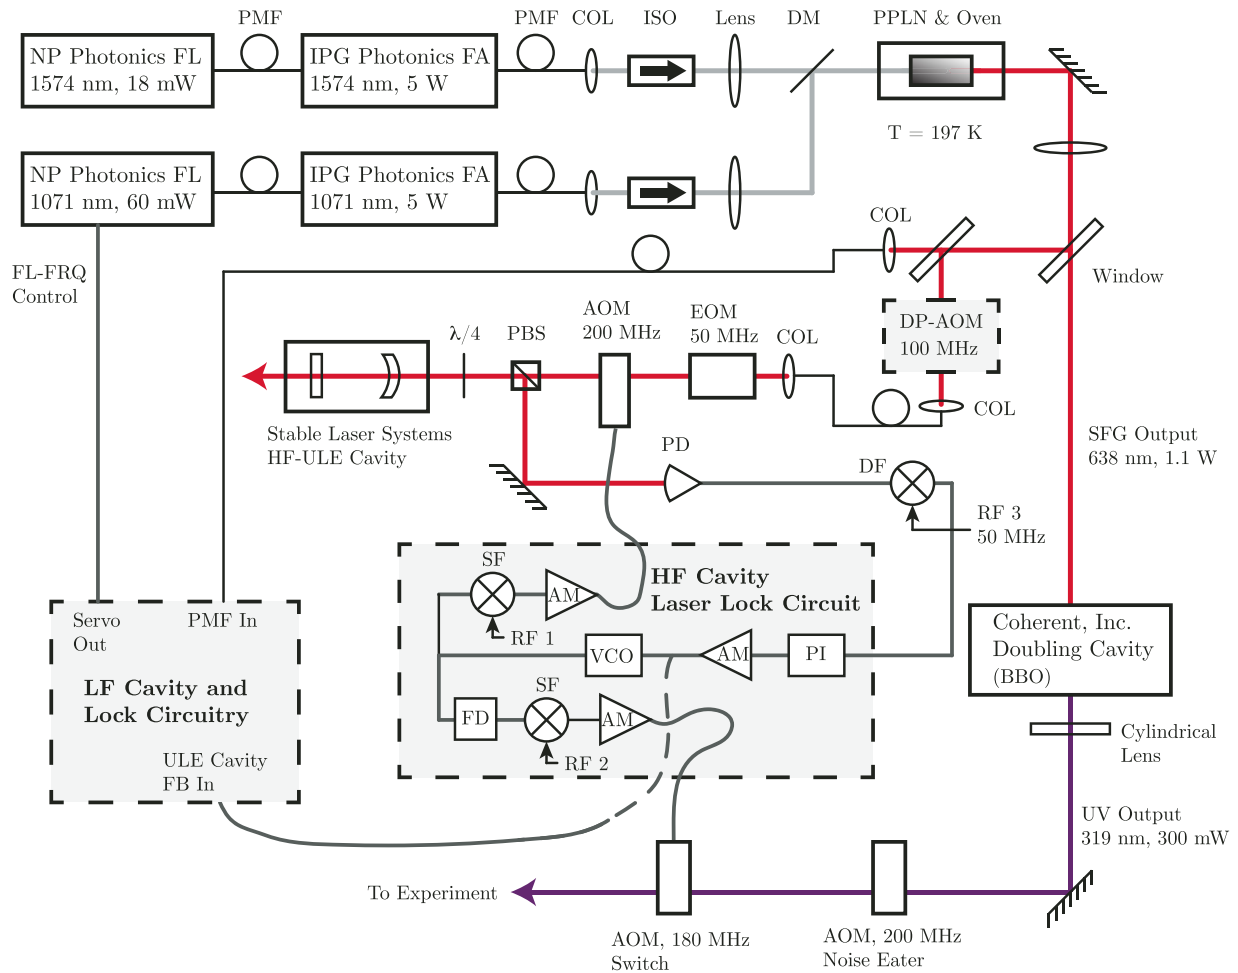 PMF
PMF
COL
ISO
Lens
DM
PPLN & Oven
NP Photonics FL
1574 nm, 18 mW
IPG Photonics FA
1574 nm, 5 W
T = 197 K
NP Photonics FL
1071 nm, 60 mW
IPG Photonics FA
1071 nm, 5 W
COL
FL-FRQ
Control
Window
λ/4
PBS
AOM
200 MHz
EOM
50 MHz
COL
DP-AOM
100 MHz
COL
Stable Laser Systems
HF-ULE Cavity
PD
DF
SFG Output
638 nm, 1.1 W
RF 3
50 MHz
SF
AM
HF Cavity
Laser Lock Circuit
RF 1
VCO
AM
PI
Servo
Out
PMF In
LF Cavity and
Lock Circuitry
ULE Cavity
FB In
SF
FD
AM
RF 2
Coherent, Inc.
Doubling Cavity
(BBO)
Cylindrical
Lens
UV Output
319 nm, 300 mW
To Experiment
AOM, 180 MHz
Switch
AOM, 200 MHz
Noise Eater